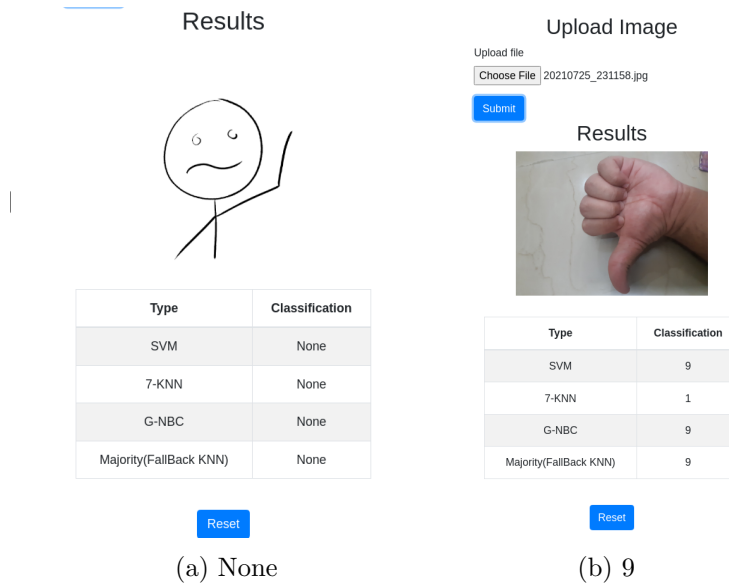 Results
Type Classification
SVM None
7-KNN None
G-NBC None
Majority(FallBack KNN) None
Reset
(a) None
Upload Image
Upload file
Choose File 20210725_231158.jpg
Submit
Results
Type Classification
SVM 9
7-KNN 1
G-NBC 9
Majority(FallBack KNN) 9
Reset
(b) 9